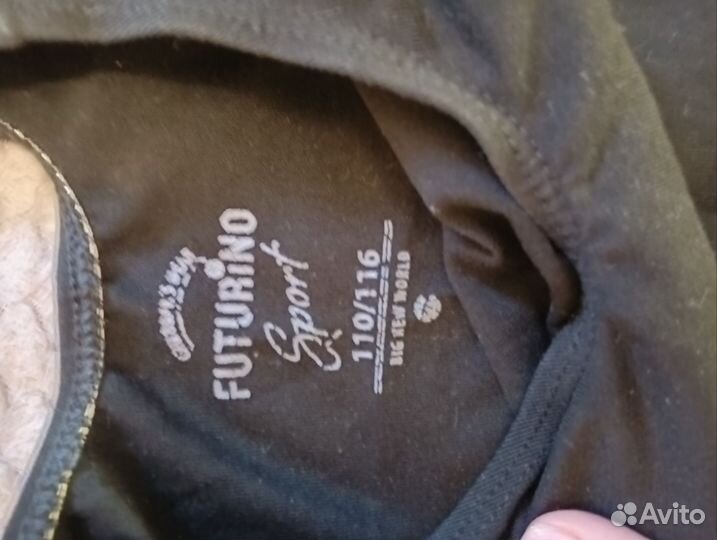 FUTURINO
Sport
110/116
BIG NEW WORLD
Avito